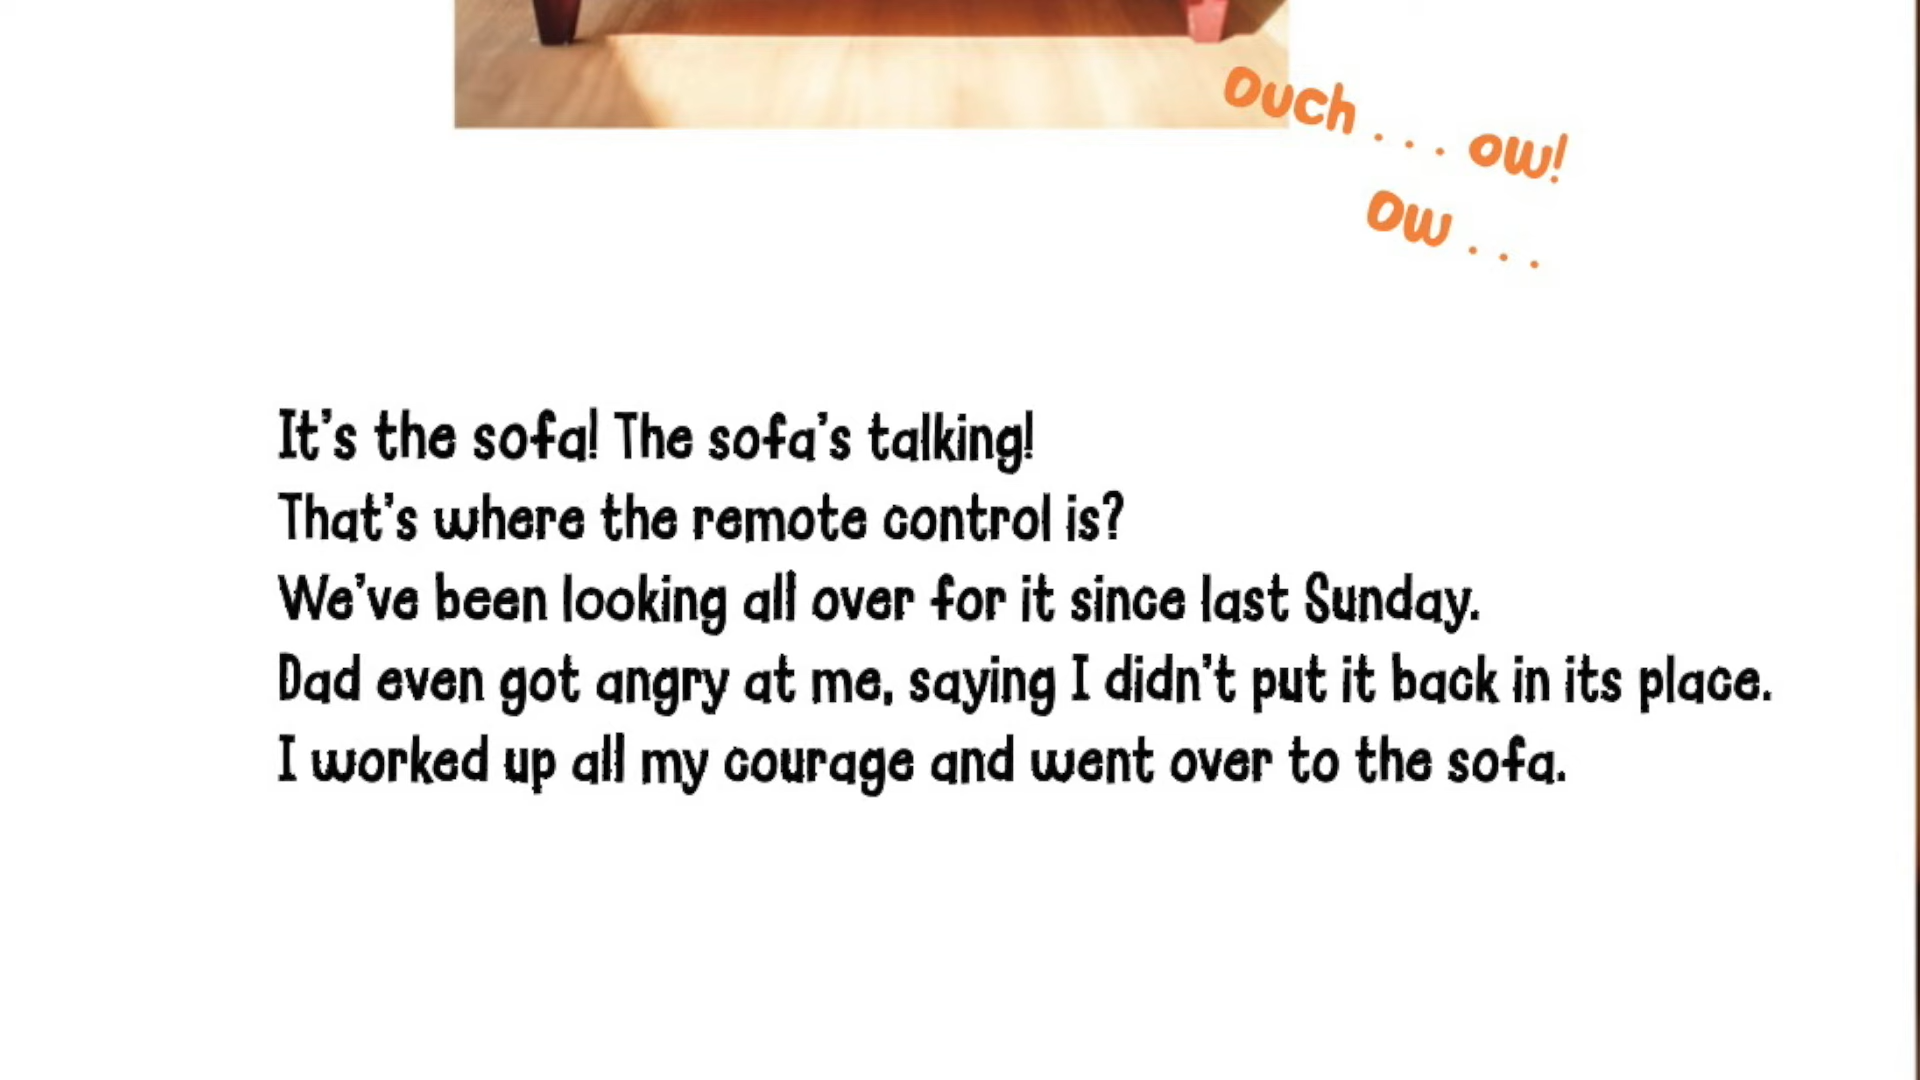 Ouch . . . ow!
Ow . . .
It's the sofa! The sofa's talking!
That's where the remote control is?
We've been looking all over for it since last Sunday.
Dad even got angry at me, saying I didn't put it back in its place.
I worked up all my courage and went over to the sofa.